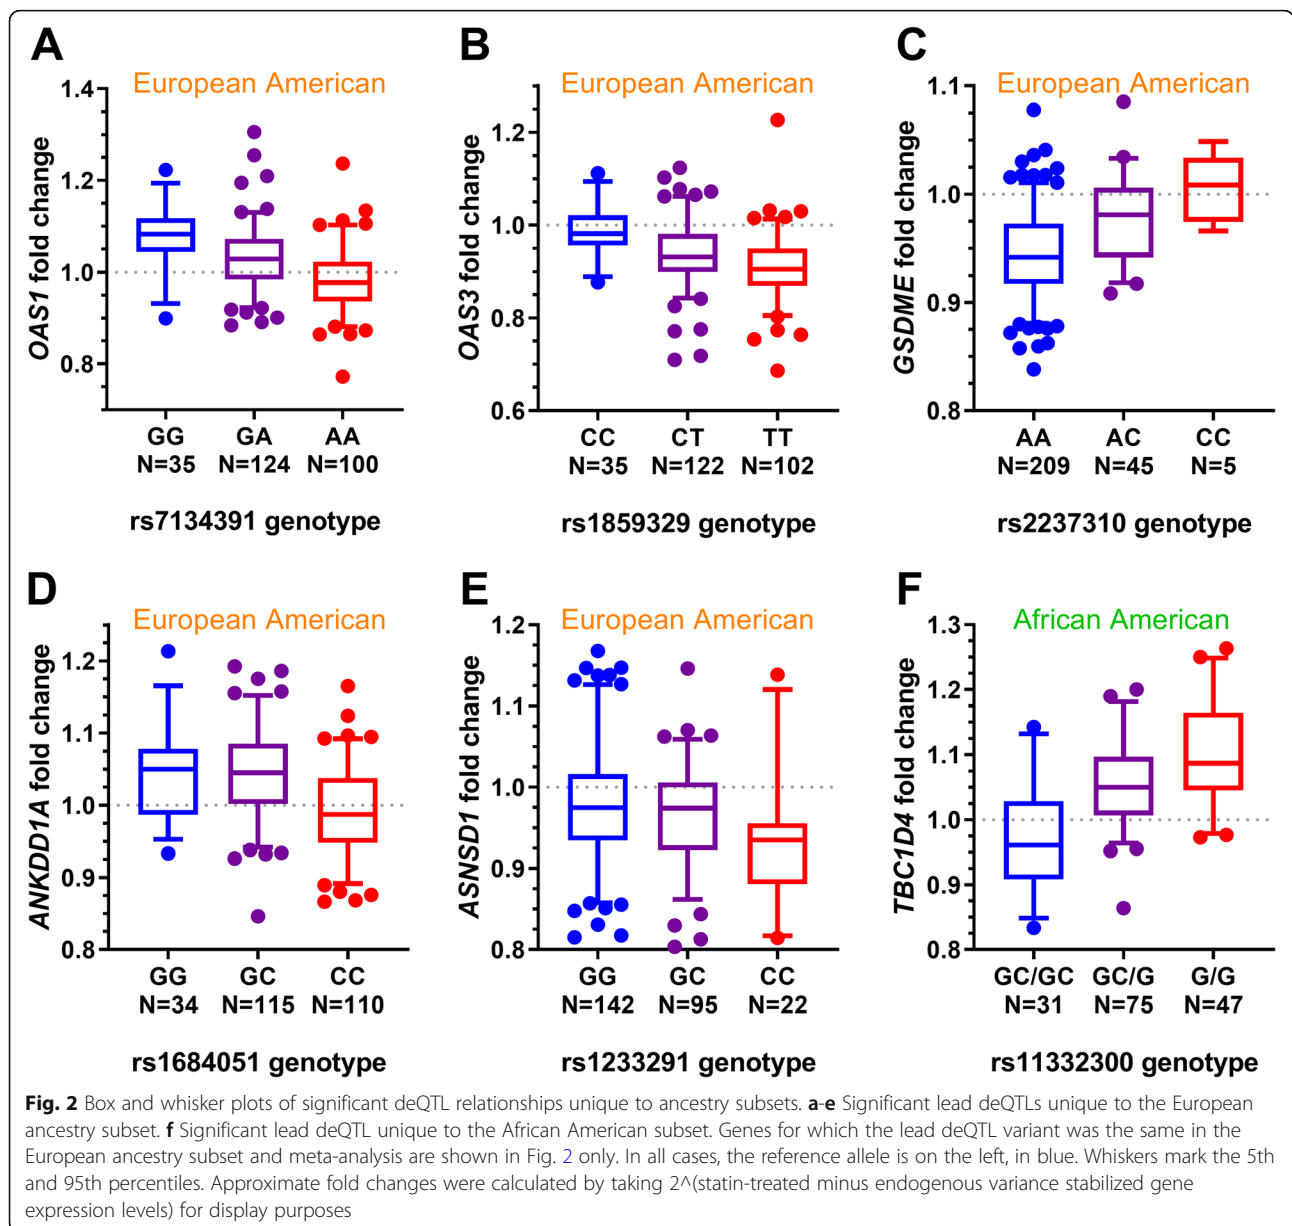 A
European American
OAS1 fold change
1.4
1.2
1.0
0.8
GG
GA
AA
N=35
N=124
N=100
rs7134391 genotype
B
European American
OAS3 fold change
1.2
1.0
0.8
0.6
CC
CT
TT
N=35
N=122
N=102
rs1859329 genotype
C
European American
GSDME fold change
1.1
1.0
0.9
0.8
AA
AC
CC
N=209
N=45
N=5
rs2237310 genotype
D
European American
ANKDD1A fold change
1.2
1.1
1.0
0.9
0.8
GG
GC
CC
N=34
N=115
N=110
rs1684051 genotype
E
European American
ASNSD1 fold change
1.2
1.1
1.0
0.9
0.8
GG
GC
CC
N=142
N=95
N=22
rs1233291 genotype
F
African American
TBC1D4 fold change
1.3
1.2
1.1
1.0
0.9
0.8
GC/GC
GC/G
G/G
N=31
N=75
N=47
rs11332300 genotype
Fig. 2 Box and whisker plots of significant deQTL relationships unique to ancestry subsets. a-e Significant lead deQTLs unique to the European
ancestry subset. f Significant lead deQTL unique to the African American subset. Genes for which the lead deQTL variant was the same in the
European ancestry subset and meta-analysis are shown in Fig. 2 only. In all cases, the reference allele is on the left, in blue. Whiskers mark the 5th
and 95th percentiles. Approximate fold changes were calculated by taking 2^(statin-treated minus endogenous variance stabilized gene
expression levels) for display purposes